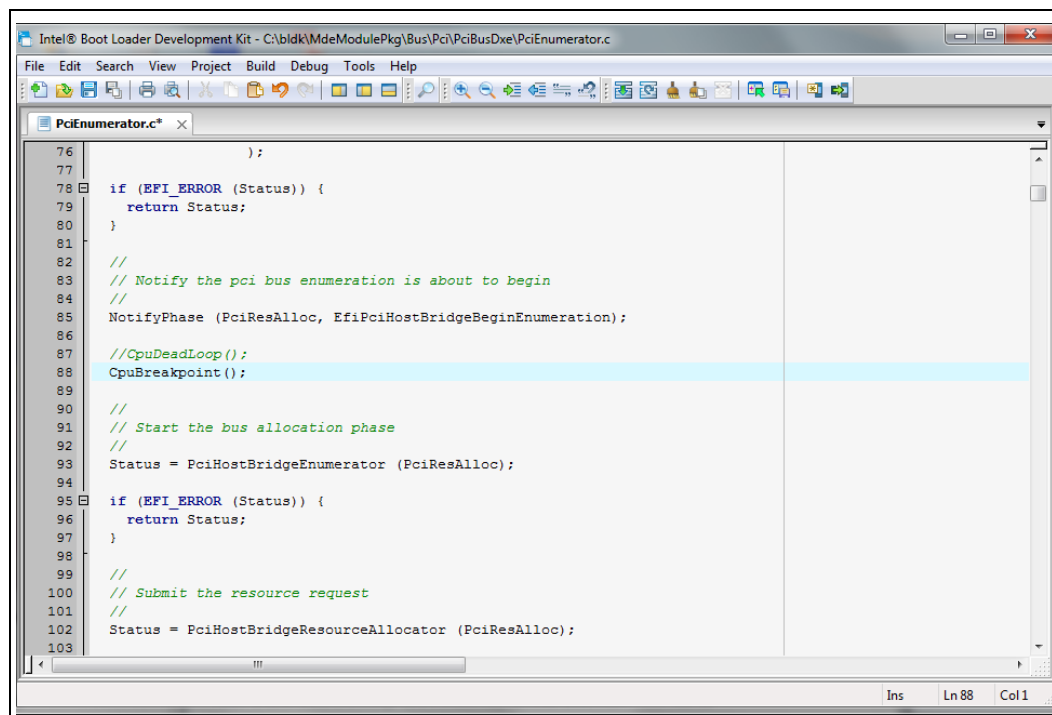 Intel® Boot Loader Development Kit - C:\bldk\MdeModulePkg\Bus\Pci\PciBusDxe\PciEnumerator.c
File Edit Search View Project Build Debug Tools Help
PciEnumerator.c*
76 );
77
78 if (EFI_ERROR (Status)) {
79 return Status;
80 }
81
82 //
83 // Notify the pci bus enumeration is about to begin
84 //
85 NotifyPhase (PciResAlloc, EfiPciHostBridgeBeginEnumeration);
86
87 //CpuDeadLoop();
88 CpuBreakpoint();
89
90 //
91 // Start the bus allocation phase
92 //
93 Status = PciHostBridgeEnumerator (PciResAlloc);
94
95 if (EFI_ERROR (Status)) {
96 return Status;
97 }
98
99 //
100 // Submit the resource request
101 //
102 Status = PciHostBridgeResourceAllocator (PciResAlloc);
103
Ins Ln 88 Col 1